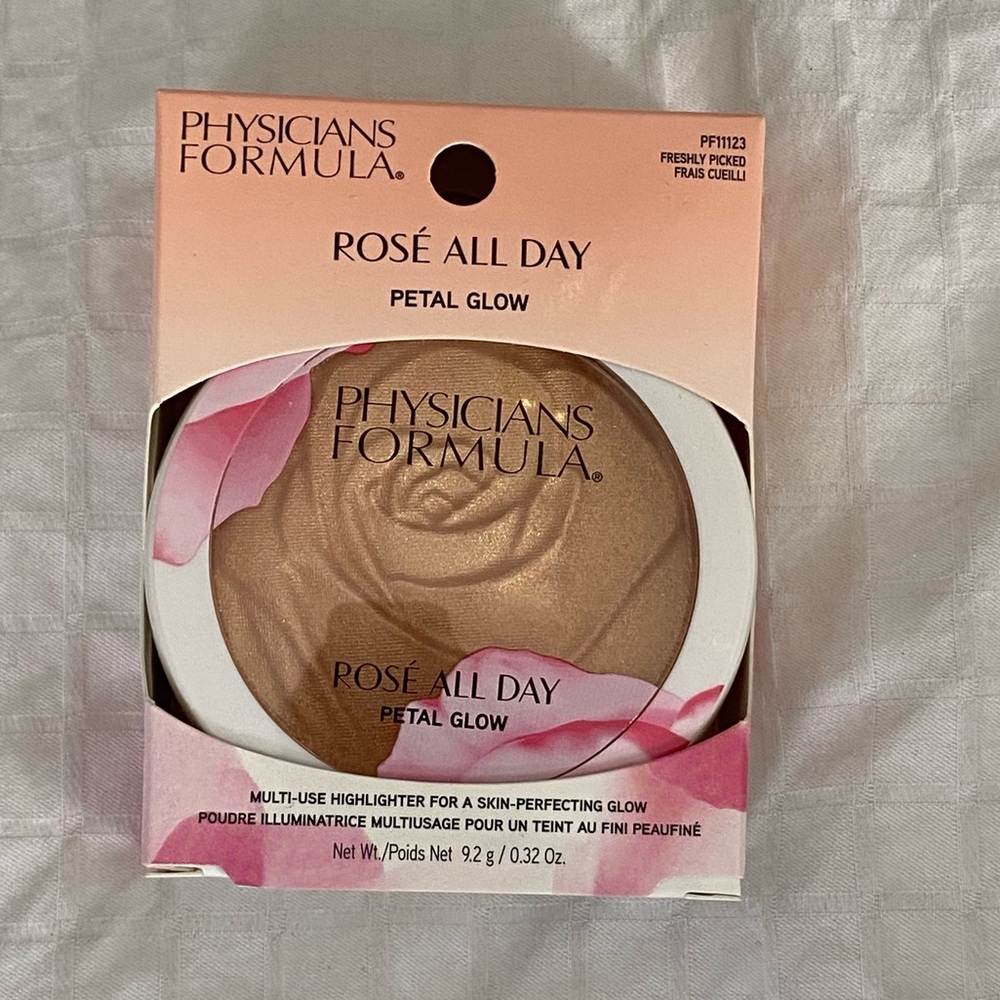 PHYSICIANS
FORMULA®
PF11123
FRESHLY PICKED
FRAIS CUEILLI
ROSÉ ALL DAY
PETAL GLOW
PHYSICIANS
FORMULA®
ROSÉ ALL DAY
PETAL GLOW
MULTI-USE HIGHLIGHTER FOR A SKIN-PERFECTING GLOW
POUDRE ILLUMINATRICE MULTIUSAGE POUR UN TEINT AU FINI PEAUFINÉ
Net Wt./Poids Net 9.2 g / 0.32 Oz.